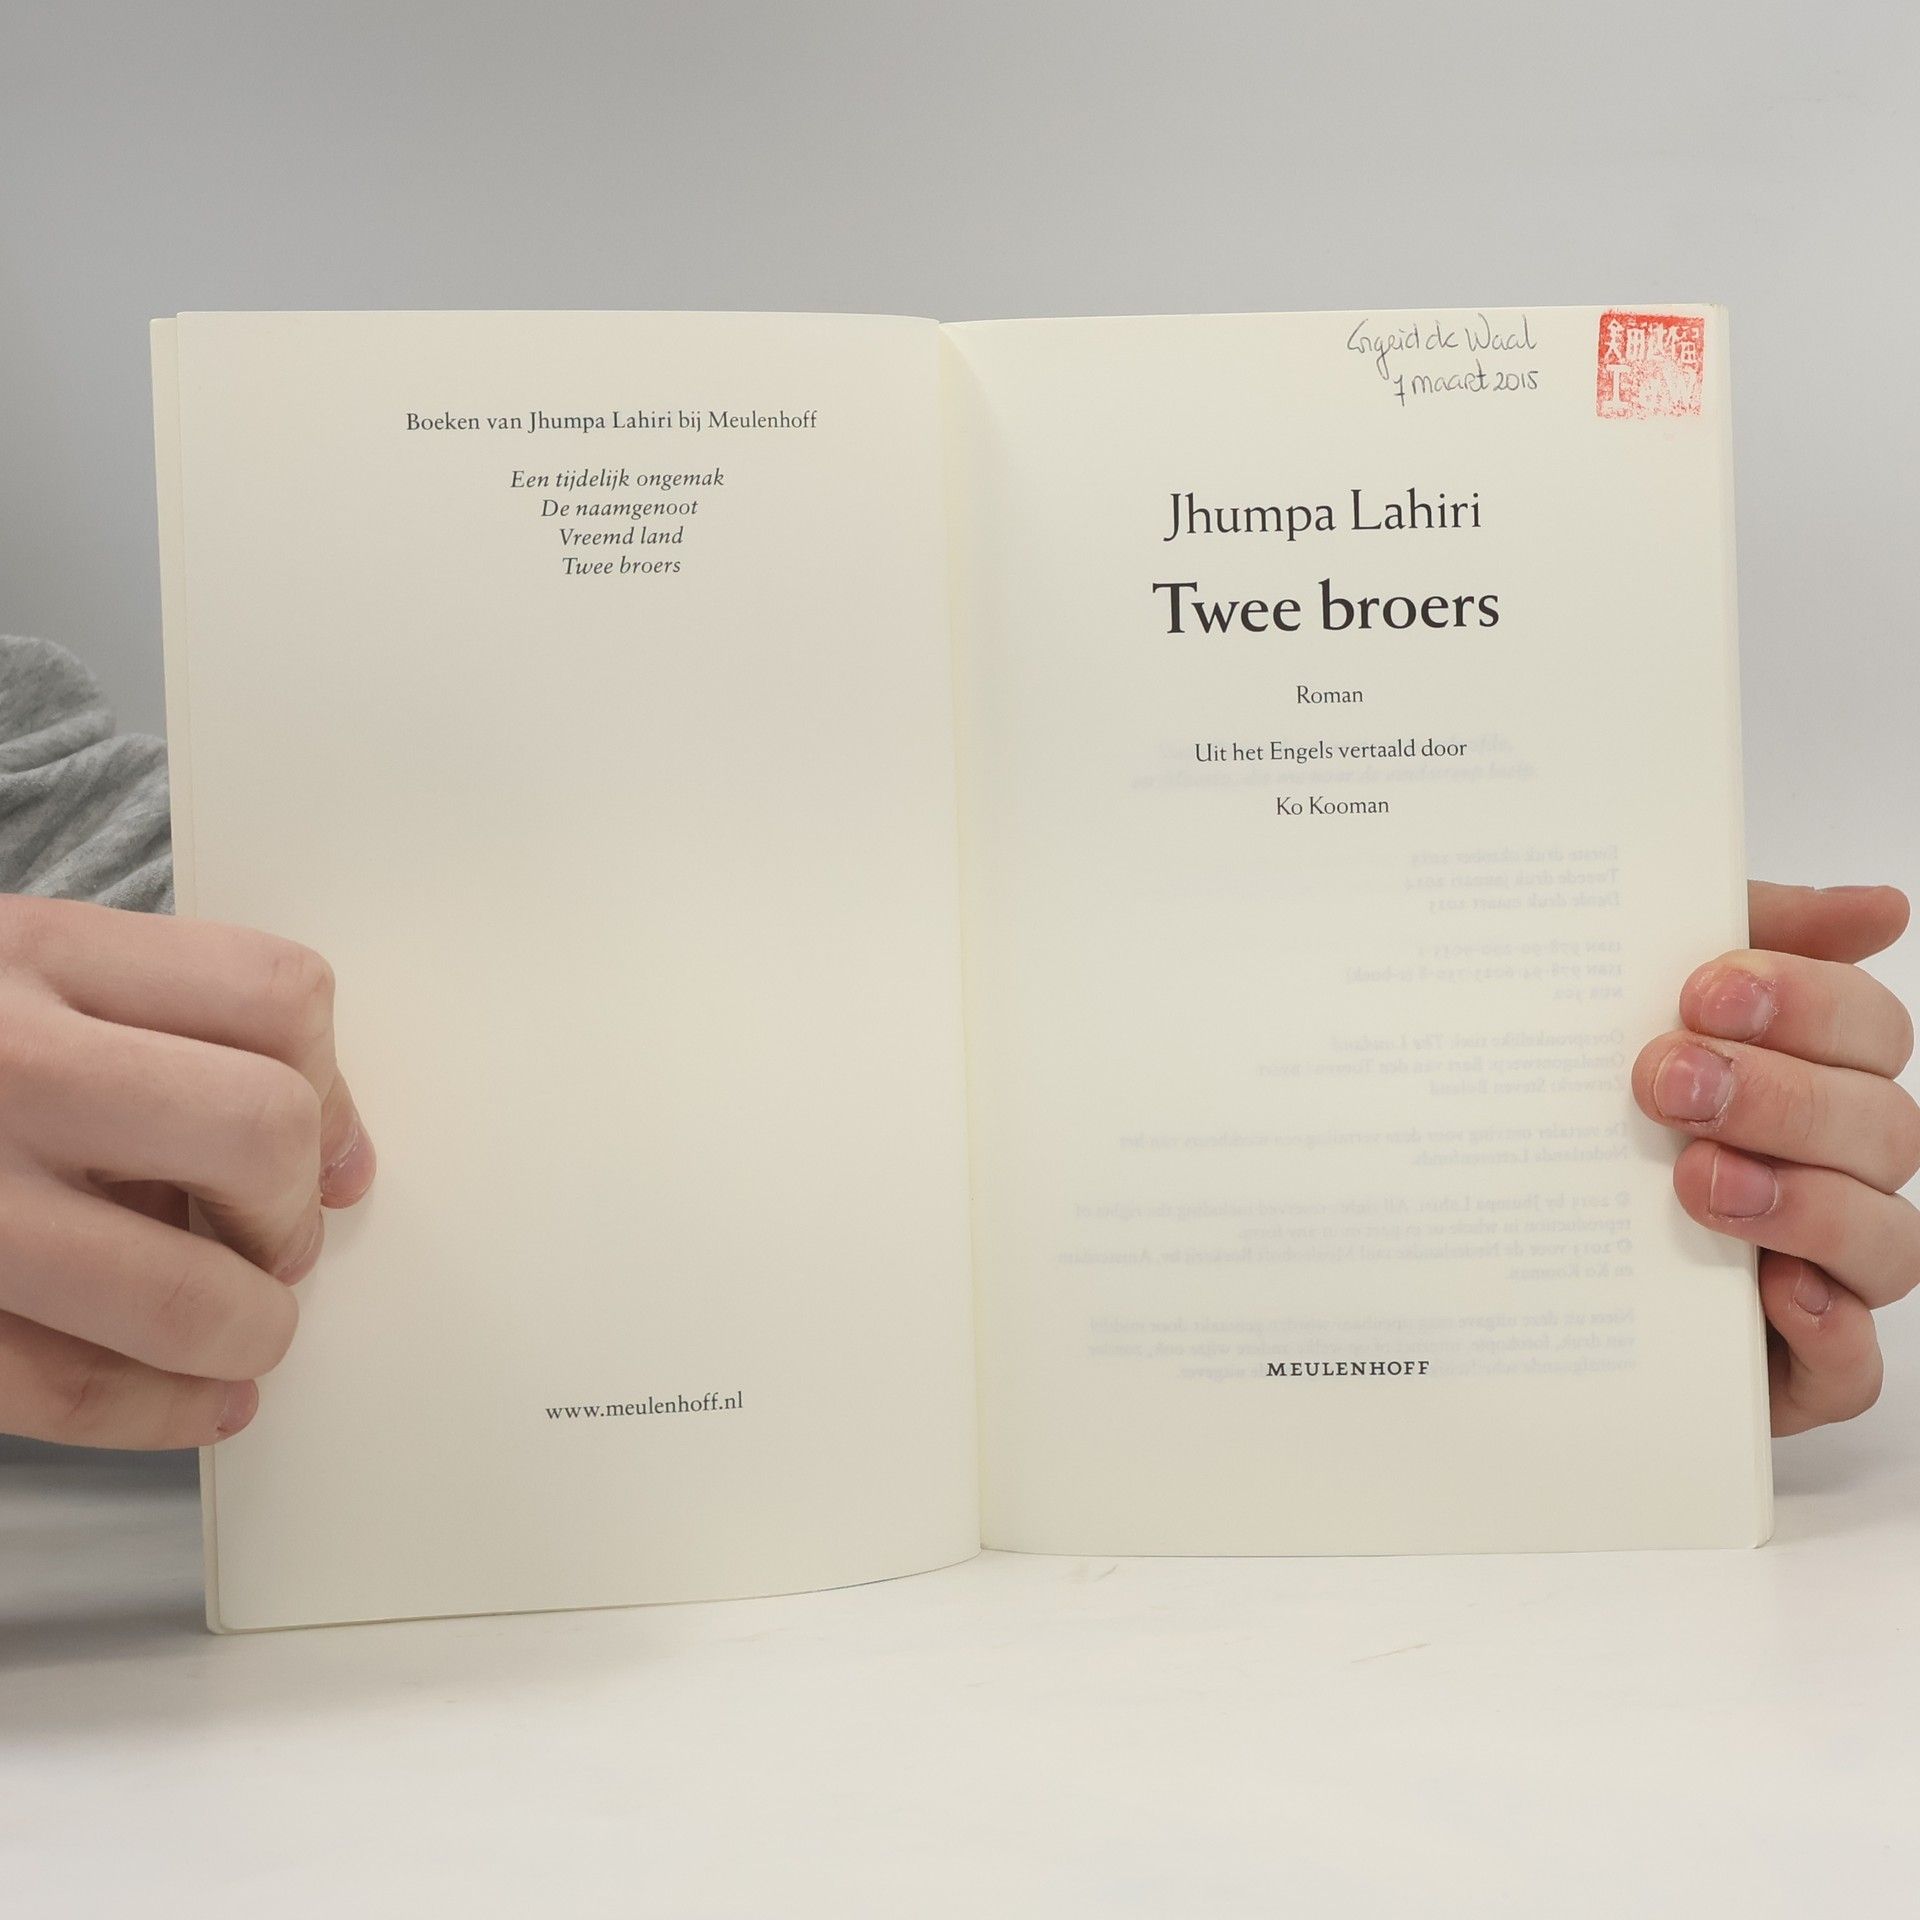 Boeken van Jhumpa Lahiri bij Meulenhoff
Een tijdelijk ongemak
De naamgenoot
Vreemd land
Twee broers
www.meulenhoff.nl
de Waal
7 maart 2015
Jhumpa Lahiri
Twee broers
Roman
Uit het Engels vertaald door
Ko Kooman
MEULENHOFF